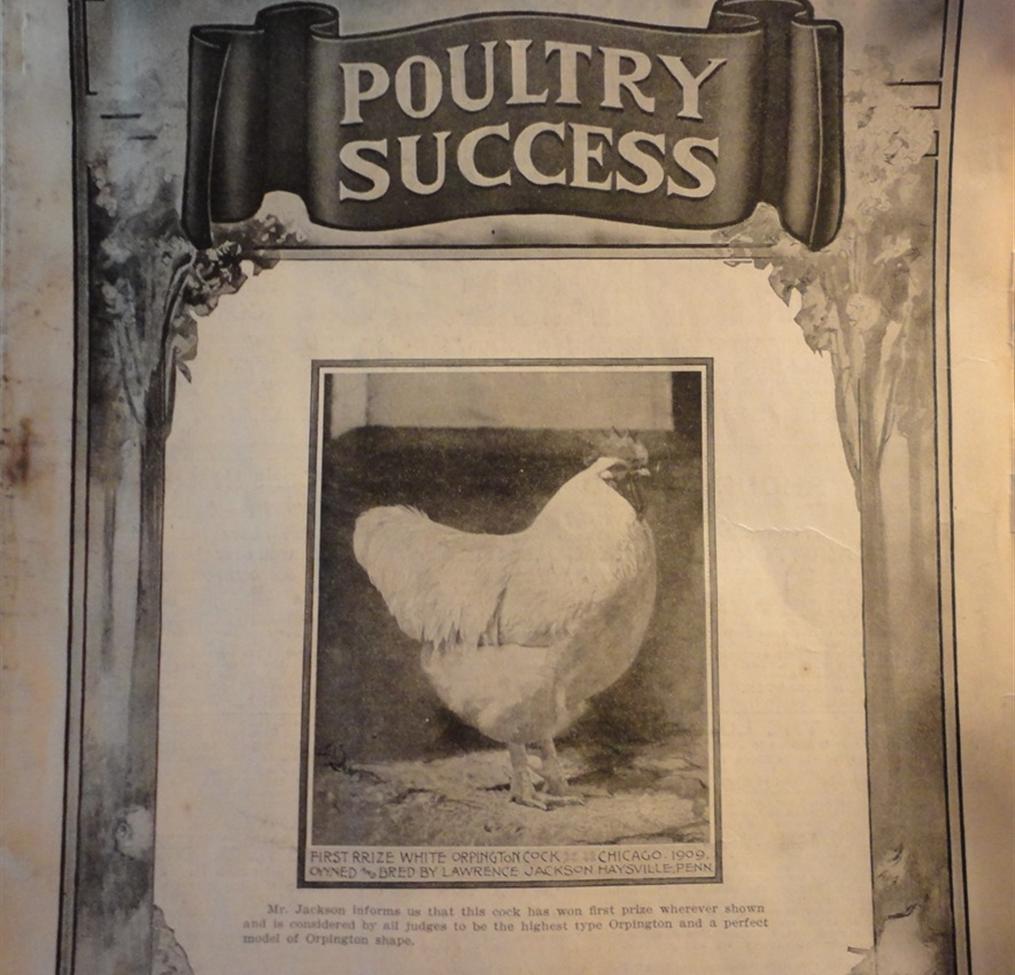 POULTRY
SUCCESS
FIRST RRIZE WHITE ORPINGTON COCK CHICAGO. 1909.
OWNED AND BRED BY LAWRENCE JACKSON HAYSVILLE, PENN.
Mr. Jackson informs us that this cock has won first prize wherever shown
and is considered by all judges to be the highest type Orpington and a perfect
model of Orpington shape.